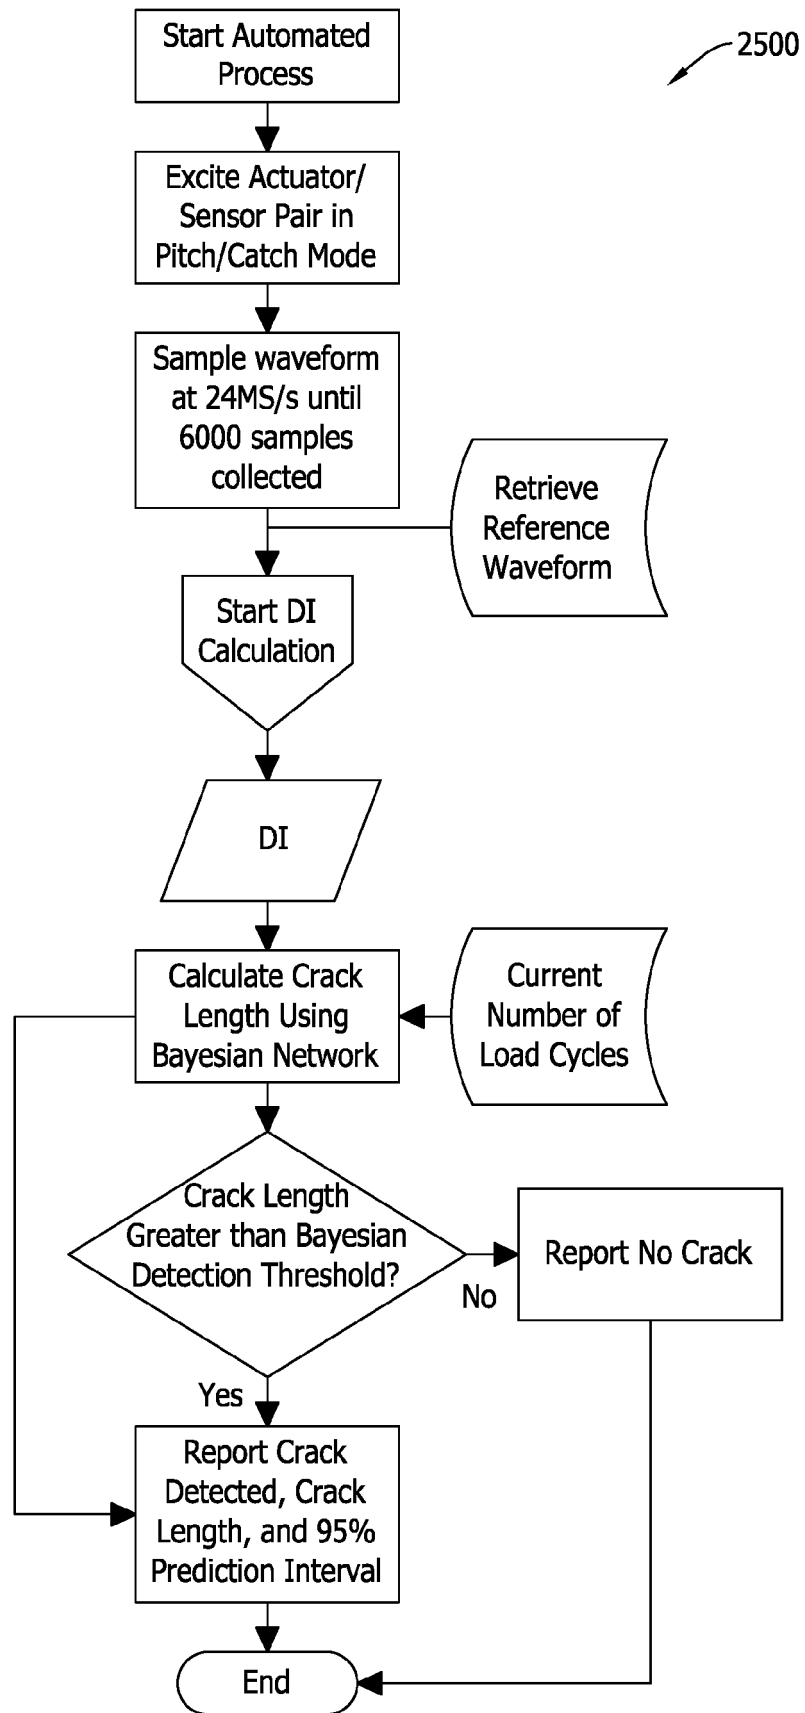 Start Automated
Process
2500
Excite Actuator/
Sensor Pair in
Pitch/Catch Mode
Sample waveform
at 24MS/s until
6000 samples
collected
Retrieve
Reference
Waveform
Start DI
Calculation
DI
Calculate Crack
Length Using
Bayesian Network
Current
Number of
Load Cycles
Crack Length
Greater than Bayesian
Detection Threshold?
No
Report No Crack
Yes
Report Crack
Detected, Crack
Length, and 95%
Prediction Interval
End